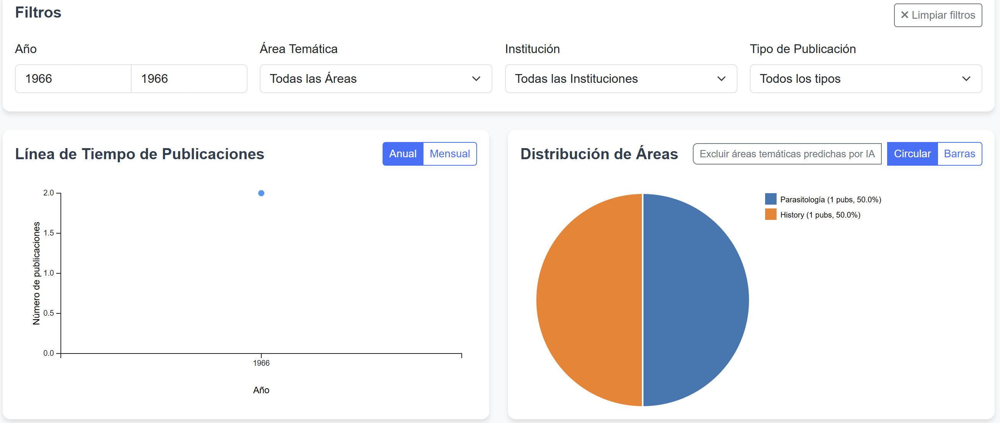 Filtros
✕ Limpiar filtros
Año
Área Temática
Institución
Tipo de Publicación
1966
1966
Todas las Áreas
Todas las Instituciones
Todos los tipos
Línea de Tiempo de Publicaciones
Anual
Mensual
2.0
1.5
1.0
0.5
0.0
Número de publicaciones
1966
Año
Distribución de Áreas
Excluir áreas temáticas predichas por IA
Circular
Barras
Parasitología (1 pubs, 50.0%)
History (1 pubs, 50.0%)